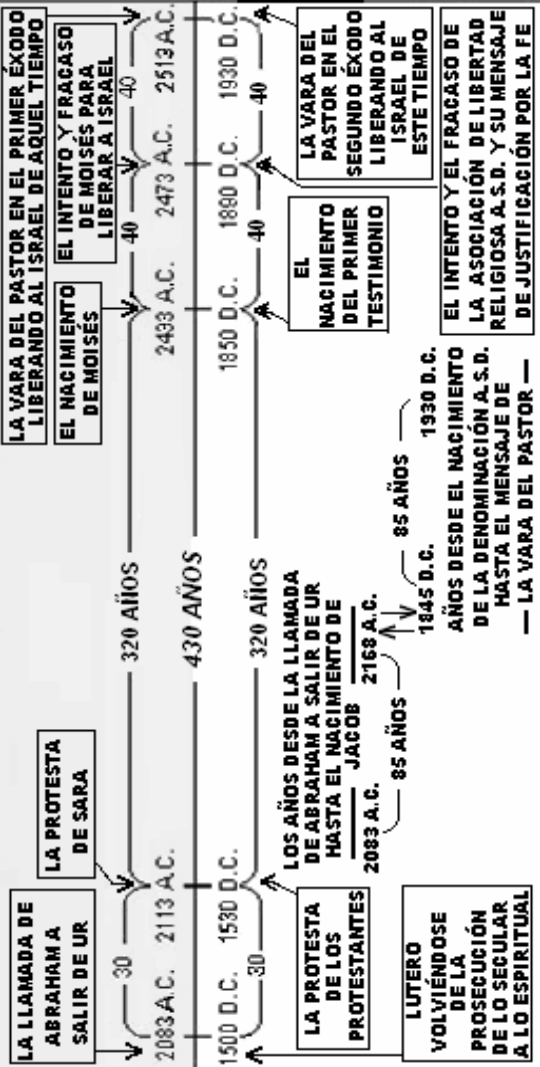 LA LLAMADA DE
ABRAHAM A
SALIR DE UR
LA PROTESTA
DE SARA
LA VARA DEL PASTOR EN EL PRIMER ÉXODO
LIBERANDO AL ISRAEL DE AQUEL TIEMPO
EL NACIMIENTO
DE MOISÉS
EL INTENTO Y FRACASO
DE MOISÉS PARA
LIBERAR A ISRAEL
30 320 AÑOS 40 40
2083 A.C. 2113 A.C. 2433 A.C. 2473 A.C. 2513 A.C.
430 AÑOS
1500 D.C. 1530 D.C. 1850 D.C. 1890 D.C. 1930 D.C.
30 320 AÑOS 40 40
LA PROTESTA
DE LOS
PROTESTANTES
LUTERO
VOLVIÉNDOSE
DE LA
PROSECUCIÓN
DE LO SECULAR
A LO ESPIRITUAL
LOS AÑOS DESDE LA LLAMADA
DE ABRAHAM A SALIR DE UR
HASTA EL NACIMIENTO DE
JACOB
2083 A.C. 2168 A.C.
85 AÑOS
1845 D.C. 1930 D.C.
85 AÑOS
AÑOS DESDE EL NACIMIENTO
DE LA DENOMINACIÓN A.S.D.
HASTA EL MENSAJE DE
— LA VARA DEL PASTOR —
EL
NACIMIENTO
DEL PRIMER
TESTIMONIO
LA VARA DEL
PASTOR EN EL
SEGUNDO ÉXODO
LIBERANDO AL
ISRAEL DE
ESTE TIEMPO
EL INTENTO Y EL FRACASO DE
LA ASOCIACIÓN DE LIBERTAD
RELIGIOSA A.S.D. Y SU MENSAJE
DE JUSTIFICACIÓN POR LA FE